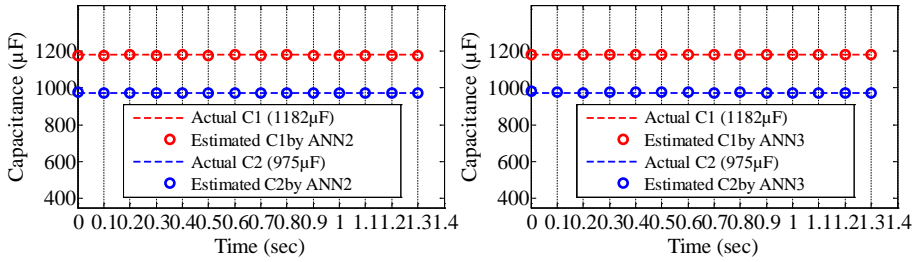 Capacitance (µF)
1200
1000
800
600
400
Actual C1 (1182µF)
Estimated C1by ANN2
Actual C2 (975µF)
Estimated C2by ANN2
0 0.10.20.30.40.50.60.70.80.9 1 1.11.21.31.4
Time (sec)
Capacitance (µF)
1200
1000
800
600
400
Actual C1 (1182µF)
Estimated C1by ANN3
Actual C2 (975µF)
Estimated C2by ANN3
0 0.10.20.30.40.50.60.70.80.9 1 1.11.21.31.4
Time (sec)